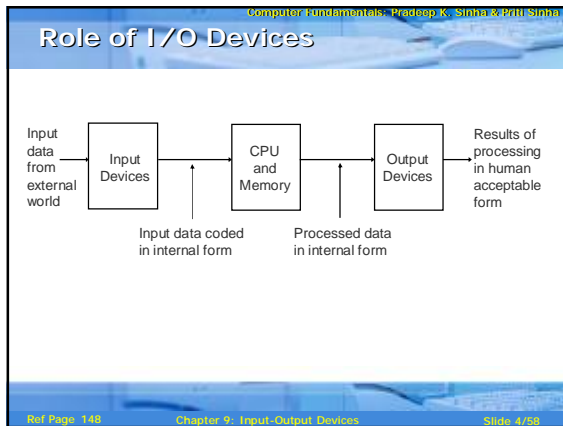 Computer Fundamentals: Pradeep K. Sinha & Priti Sinha
Role of I/O Devices
Input
data
from
external
world
Input
Devices
CPU
and
Memory
Output
Devices
Results of
processing
in human
acceptable
form
Input data coded
in internal form
Processed data
in internal form
Ref Page 148
Chapter 9: Input-Output Devices
Slide 4/58